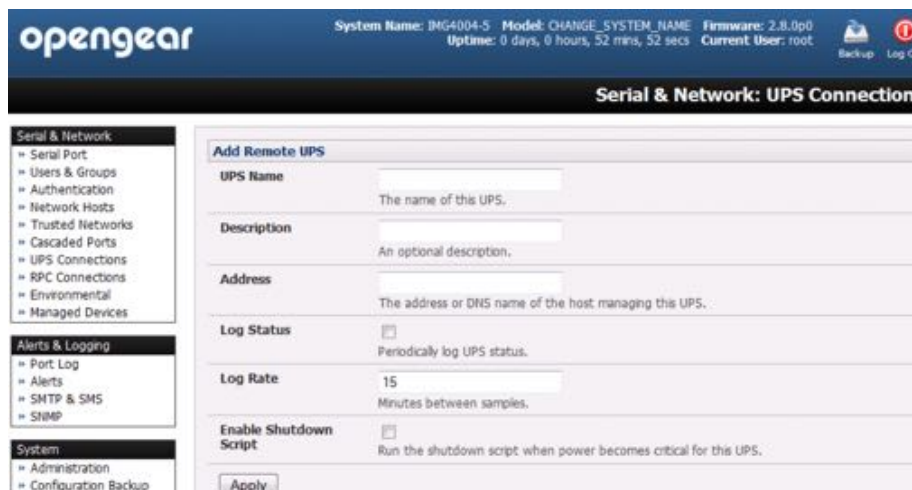 opengear
System Name: IMG4004-5 Model: CHANGE_SYSTEM_NAME Firmware: 2.8.0p0
Uptime: 0 days, 0 hours, 52 mins, 52 secs Current User: root
Backup
Log O
Serial & Network: UPS Connection
Serial & Network
» Serial Port
» Users & Groups
» Authentication
» Network Hosts
» Trusted Networks
» Cascaded Ports
» UPS Connections
» RPC Connections
» Environmental
» Managed Devices
Alerts & Logging
» Port Log
» Alerts
» SMTP & SMS
» SNMP
System
» Administration
» Configuration Backup
Add Remote UPS
UPS Name
The name of this UPS.
Description
An optional description.
Address
The address or DNS name of the host managing this UPS.
Log Status
Periodically log UPS status.
Log Rate
15
Minutes between samples.
Enable Shutdown
Script
Run the shutdown script when power becomes critical for this UPS.
Apply